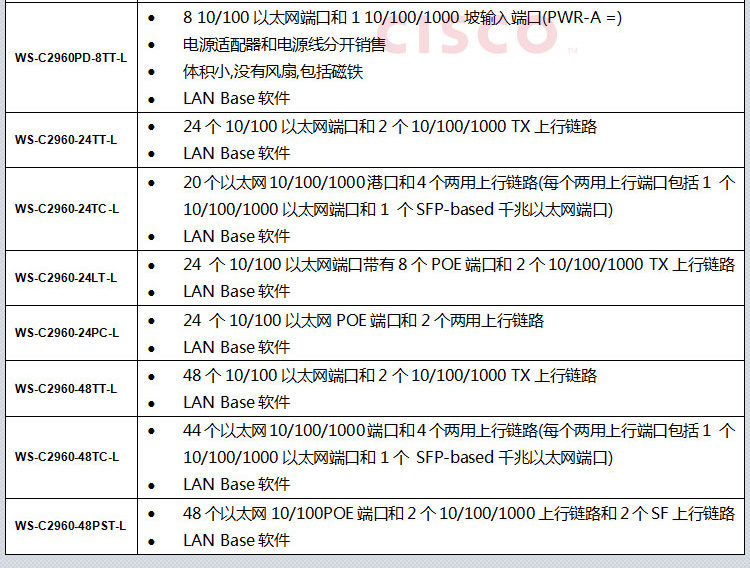 CISCO
WS-C2960PD-8TT-L
8 10/100 以太网端口和 1 10/100/1000 坡输入端口(PWR-A =)
电源适配器和电源线分开销售
体积小,没有风扇,包括磁铁
LAN Base 软件
WS-C2960-24TT-L
24 个 10/100 以太网端口和 2 个 10/100/1000 TX 上行链路
LAN Base 软件
WS-C2960-24TC-L
20 个以太网 10/100/1000 港口和 4 个两用上行链路(每个两用上行端口包括 1 个
10/100/1000 以太网端口和 1 个 SFP-based 千兆以太网端口)
LAN Base 软件
WS-C2960-24LT-L
24 个 10/100 以太网端口带有 8 个 POE 端口和 2 个 10/100/1000 TX 上行链路
LAN Base 软件
WS-C2960-24PC-L
24 个 10/100 以太网 POE 端口和 2 个两用上行链路
LAN Base 软件
WS-C2960-48TT-L
48 个 10/100 以太网端口和 2 个 10/100/1000 TX 上行链路
LAN Base 软件
WS-C2960-48TC-L
44 个以太网 10/100/1000 端口和 4 个两用上行链路(每个两用上行端口包括 1 个
10/100/1000 以太网端口和 1 个 SFP-based 千兆以太网端口)
LAN Base 软件
WS-C2960-48PST-L
48 个以太网 10/100POE 端口和 2 个 10/100/1000 上行链路和 2 个 SF 上行链路
LAN Base 软件